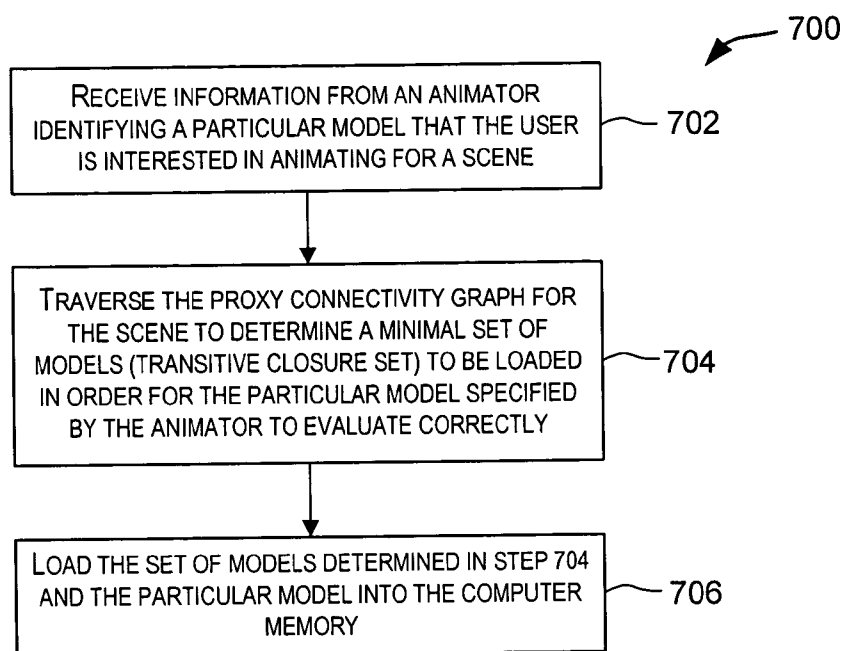 700
RECEIVE INFORMATION FROM AN ANIMATOR
IDENTIFYING A PARTICULAR MODEL THAT THE USER
IS INTERESTED IN ANIMATING FOR A SCENE
702
TRAVERSE THE PROXY CONNECTIVITY GRAPH FOR
THE SCENE TO DETERMINE A MINIMAL SET OF
MODELS (TRANSITIVE CLOSURE SET) TO BE LOADED
IN ORDER FOR THE PARTICULAR MODEL SPECIFIED
BY THE ANIMATOR TO EVALUATE CORRECTLY
704
LOAD THE SET OF MODELS DETERMINED IN STEP 704
AND THE PARTICULAR MODEL INTO THE COMPUTER
MEMORY
706